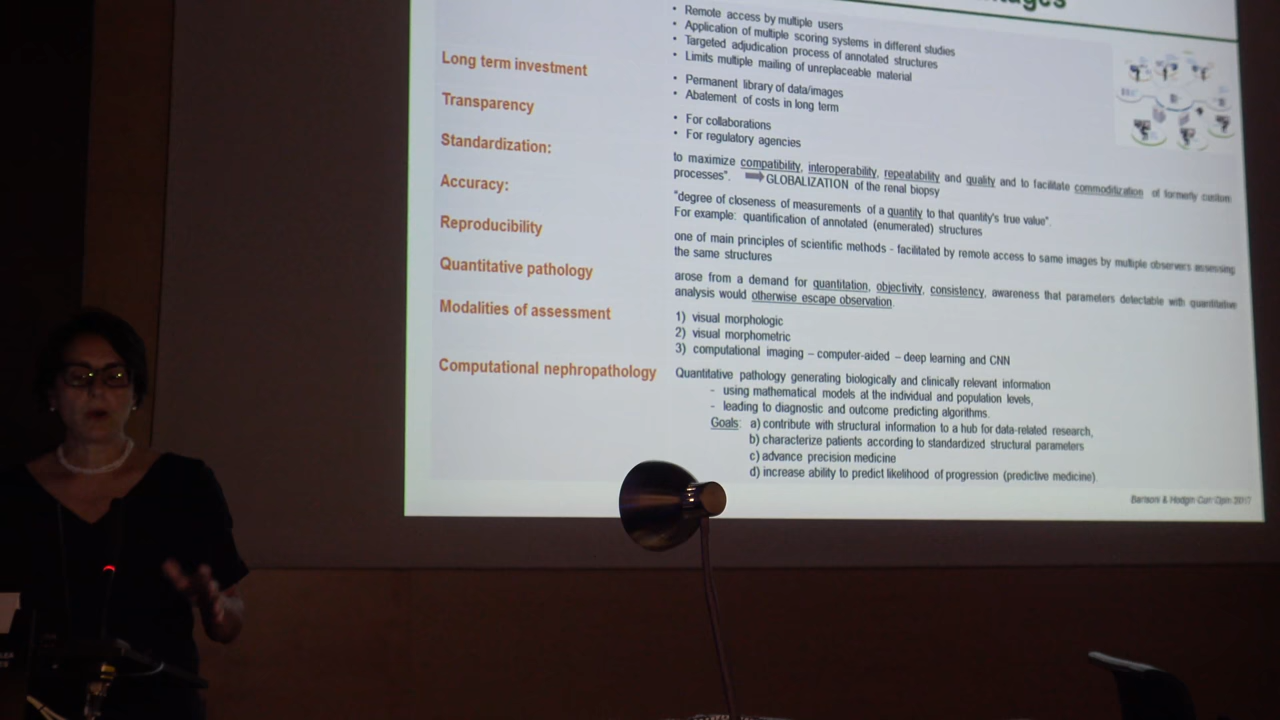 Remote access by multiple users
Application of multiple scoring systems in different studies
Targeted adjudication process of annotated structures
Limits multiple mailing of unreplaceable material
Long term investment
• Permanent library of data/images
• Abatement of costs in long term
Transparency
• For collaborations
• For regulatory agencies
Standardization:
to maximize compatibility, interoperability, repeatability and quality and to facilitate commoditization of formerly custom
processes". GLOBALIZATION of the renal biopsy
Accuracy:
"degree of closeness of measurements of a quantity to that quantity's true value".
For example: quantification of annotated (enumerated) structures
Reproducibility
one of main principles of scientific methods - facilitated by remote access to same images by multiple observers assessing
the same structures
Quantitative pathology
arose from a demand for quantitation, objectivity, consistency, awareness that parameters detectable with quantitative
analysis would otherwise escape observation.
Modalities of assessment
1) visual morphologic
2) visual morphometric
3) computational imaging – computer-aided – deep learning and CNN
Computational nephropathology
Quantitative pathology generating biologically and clinically relevant information
- using mathematical models at the individual and population levels,
- leading to diagnostic and outcome predicting algorithms.
Goals: a) contribute with structural information to a hub for data-related research,
b) characterize patients according to standardized structural parameters
c) advance precision medicine
d) increase ability to predict likelihood of progression (predictive medicine).
Barisoni & Hodgin Curr Opin 2017